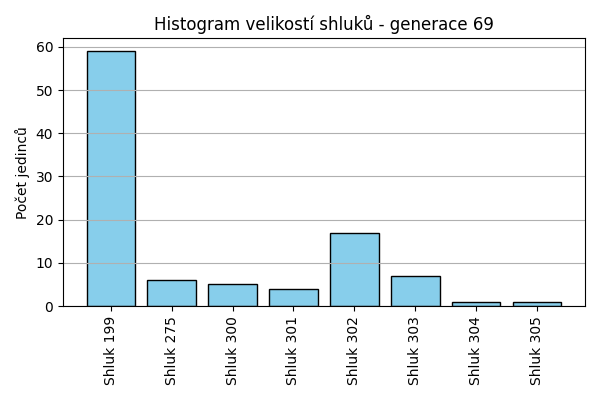 Histogram velikostí shluků - generace 69
Počet jedinců
60
50
40
30
20
10
0
Shluk 199
Shluk 275
Shluk 300
Shluk 301
Shluk 302
Shluk 303
Shluk 304
Shluk 305